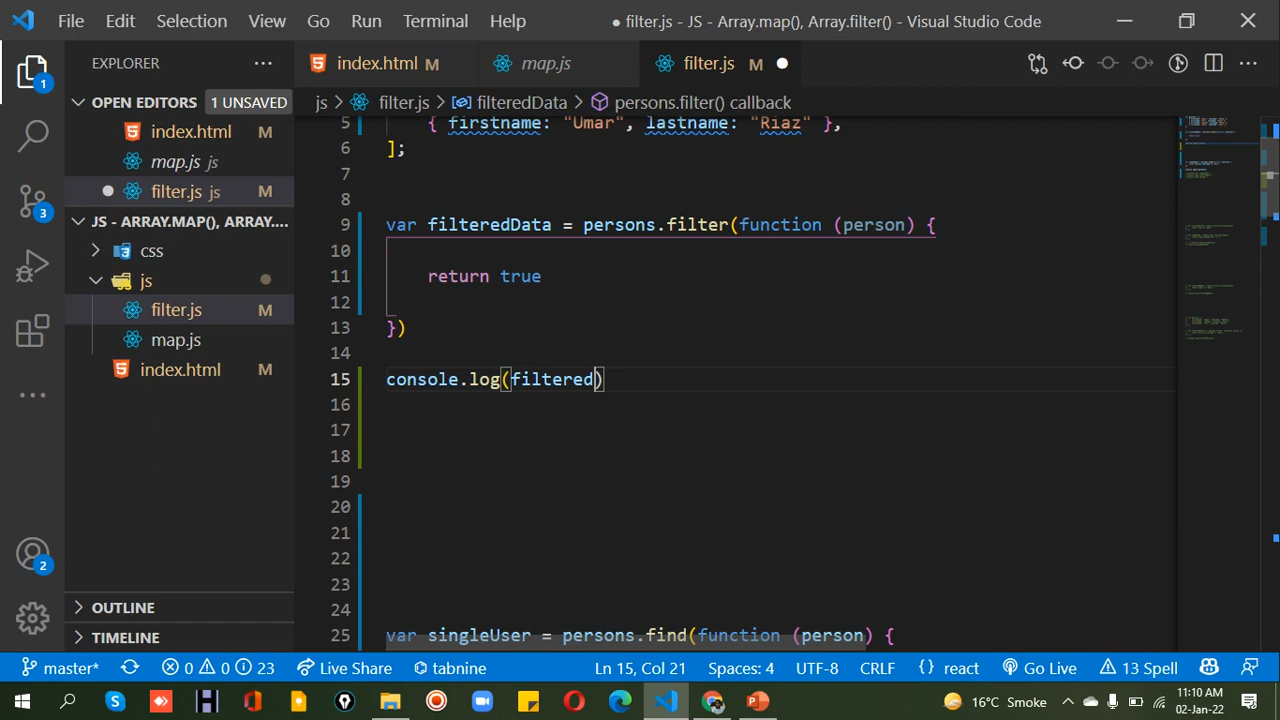 File Edit Selection View Go Run Terminal Help
● filter.js - JS - Array.map(), Array.filter() - Visual Studio Code
EXPLORER
index.html M
map.js
filter.js M
js > filter.js > filteredData > persons.filter() callback
1
OPEN EDITORS 1 UNSAVED
index.html M
map.js js
filter.js js M
JS - ARRAY.MAP(), ARRAY....
css
js
filter.js M
map.js
index.html M
OUTLINE
TIMELINE
3
2
5 { firstname: "Umar", lastname: "Riaz" },
6 ];
7
8
9 var filteredData = persons.filter(function (person) {
10
11 return true
12
13 })
14
15 console.log(filtered)
16
17
18
19
20
21
22
23
24
25 var singleUser = persons.find(function (person) {
master* 0 0 23 Live Share tabnine Ln 15, Col 21 Spaces: 4 UTF-8 CRLF {} react Go Live 13 Spell
16°C Smoke
11:10 AM
02-Jan-22